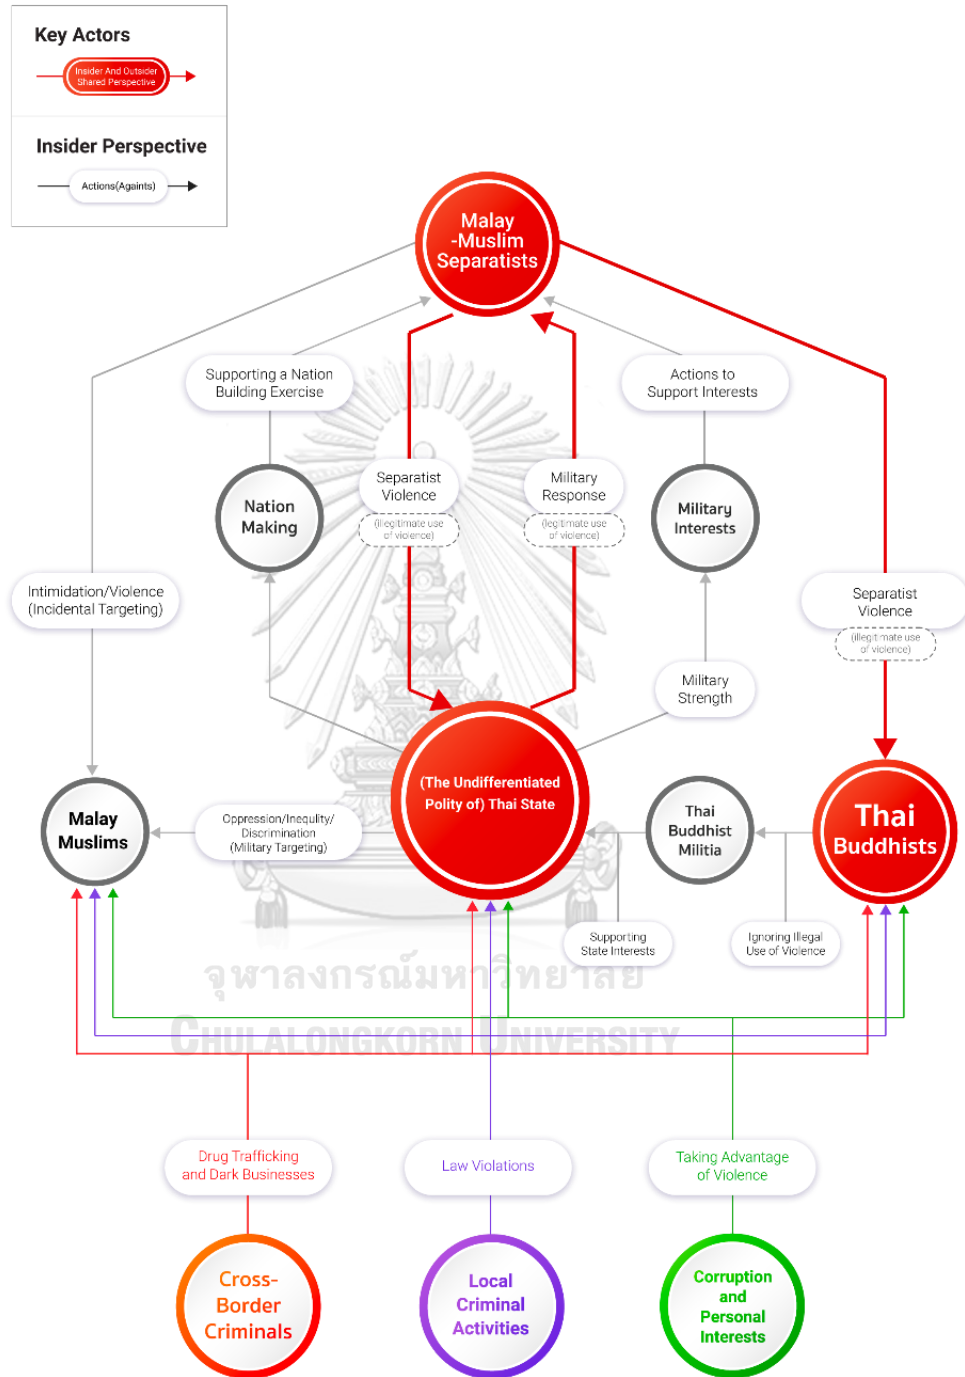 Key Actors
Insider And Outsider
Shared Perspective
Insider Perspective
Actions(Againts)
Malay
-Muslim
Separatists
Supporting a Nation
Building Exercise
Actions to
Support Interests
Nation
Making
Separatist
Violence
(illegitimate use
of violence)
Military
Response
(legitimate use
of violence)
Military
Interests
Intimidation/Violence
(Incidental Targeting)
Separatist
Violence
(illegitimate use
of violence)
Military
Strength
(The Undifferentiated
Polity of) Thai State
Malay
Muslims
Oppression/Inequlity/
Discrimination
(Military Targeting)
Thai
Buddhist
Militia
Thai
Buddhists
Supporting
State Interests
Ignoring Illegal
Use of Violence
จุฬาลงกรณ์มหาวิทยาลัย
CHULALONGKORN UNIVERSITY
Drug Trafficking
and Dark Businesses
Law Violations
Taking Advantage
of Violence
Cross-
Border
Criminals
Local
Criminal
Activities
Corruption
and
Personal
Interests